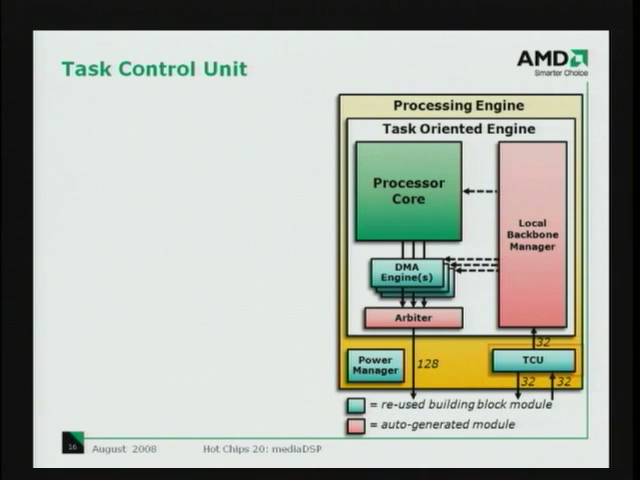 Task Control Unit
AMD
Smarter Choice
Processing Engine
Task Oriented Engine
Processor
Core
Local
Backbone
Manager
DMA
Engine(s)
Arbiter
32
Power
Manager
128
TCU
32
32
= re-used building block module
= auto-generated module
16
August 2008
Hot Chips 20: mediaDSP